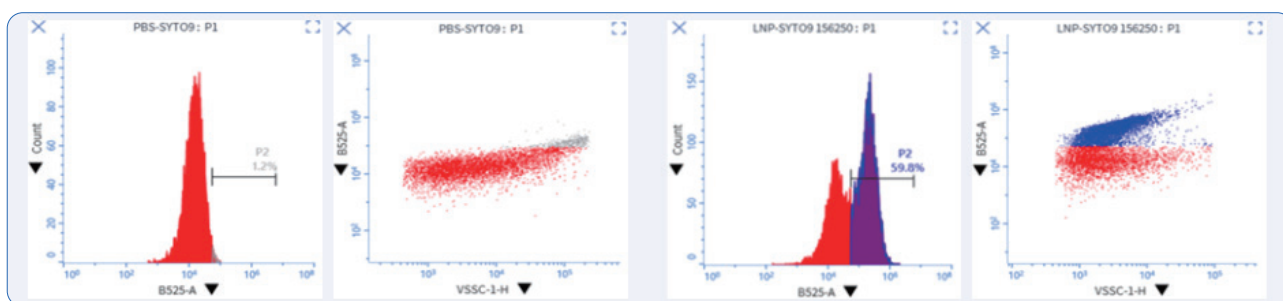 PBS-SYTO9: P1
Count
100
80
60
40
20
0
P2
1.2%
10⁰ 10² 10⁴ 10⁶ 10⁸
B525-A
PBS-SYTO9: P1
B525-A
10⁸
10⁶
10⁴
10²
10³ 10⁴ 10⁵
VSSC-1-H
LNP-SYTO9 156250: P1
Count
150
100
50
0
P2
59.8%
10⁰ 10² 10⁴ 10⁶ 10⁸
B525-A
LNP-SYTO9 156250: P1
B525-A
10⁸
10⁶
10⁴
10²
10² 10³ 10⁴ 10⁵
VSSC-1-H